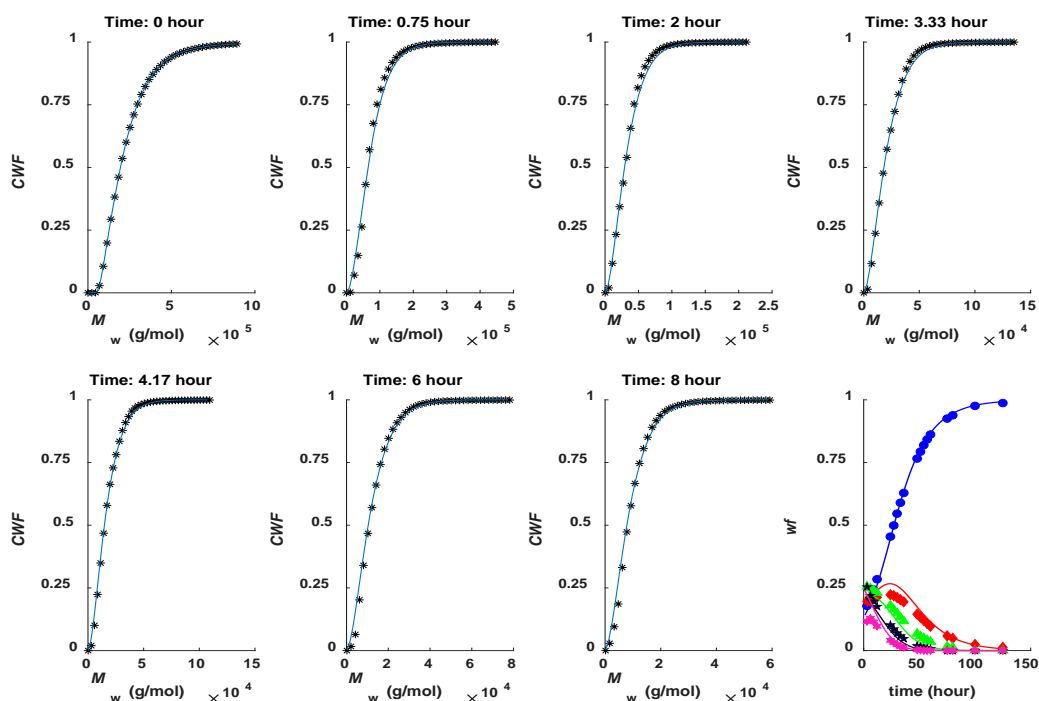 Time: 0 hour
CWF
1
0.75
0.5
0.25
0
0 5 10
M w (g/mol) × 10 5
Time: 0.75 hour
CWF
1
0.75
0.5
0.25
0
0 1 2 3 4 5
M w (g/mol) × 10 5
Time: 2 hour
CWF
1
0.75
0.5
0.25
0
0 0.5 1 1.5 2 2.5
M w (g/mol) × 10 5
Time: 3.33 hour
CWF
1
0.75
0.5
0.25
0
0 5 10 15
M w (g/mol) × 10 4
Time: 4.17 hour
CWF
1
0.75
0.5
0.25
0
0 5 10 15
M w (g/mol) × 10 4
Time: 6 hour
CWF
1
0.75
0.5
0.25
0
0 2 4 6 8
M w (g/mol) × 10 4
Time: 8 hour
CWF
1
0.75
0.5
0.25
0
0 2 4 6
M w (g/mol) × 10 4
wf
1
0.75
0.5
0.25
0
0 50 100 150
time (hour)